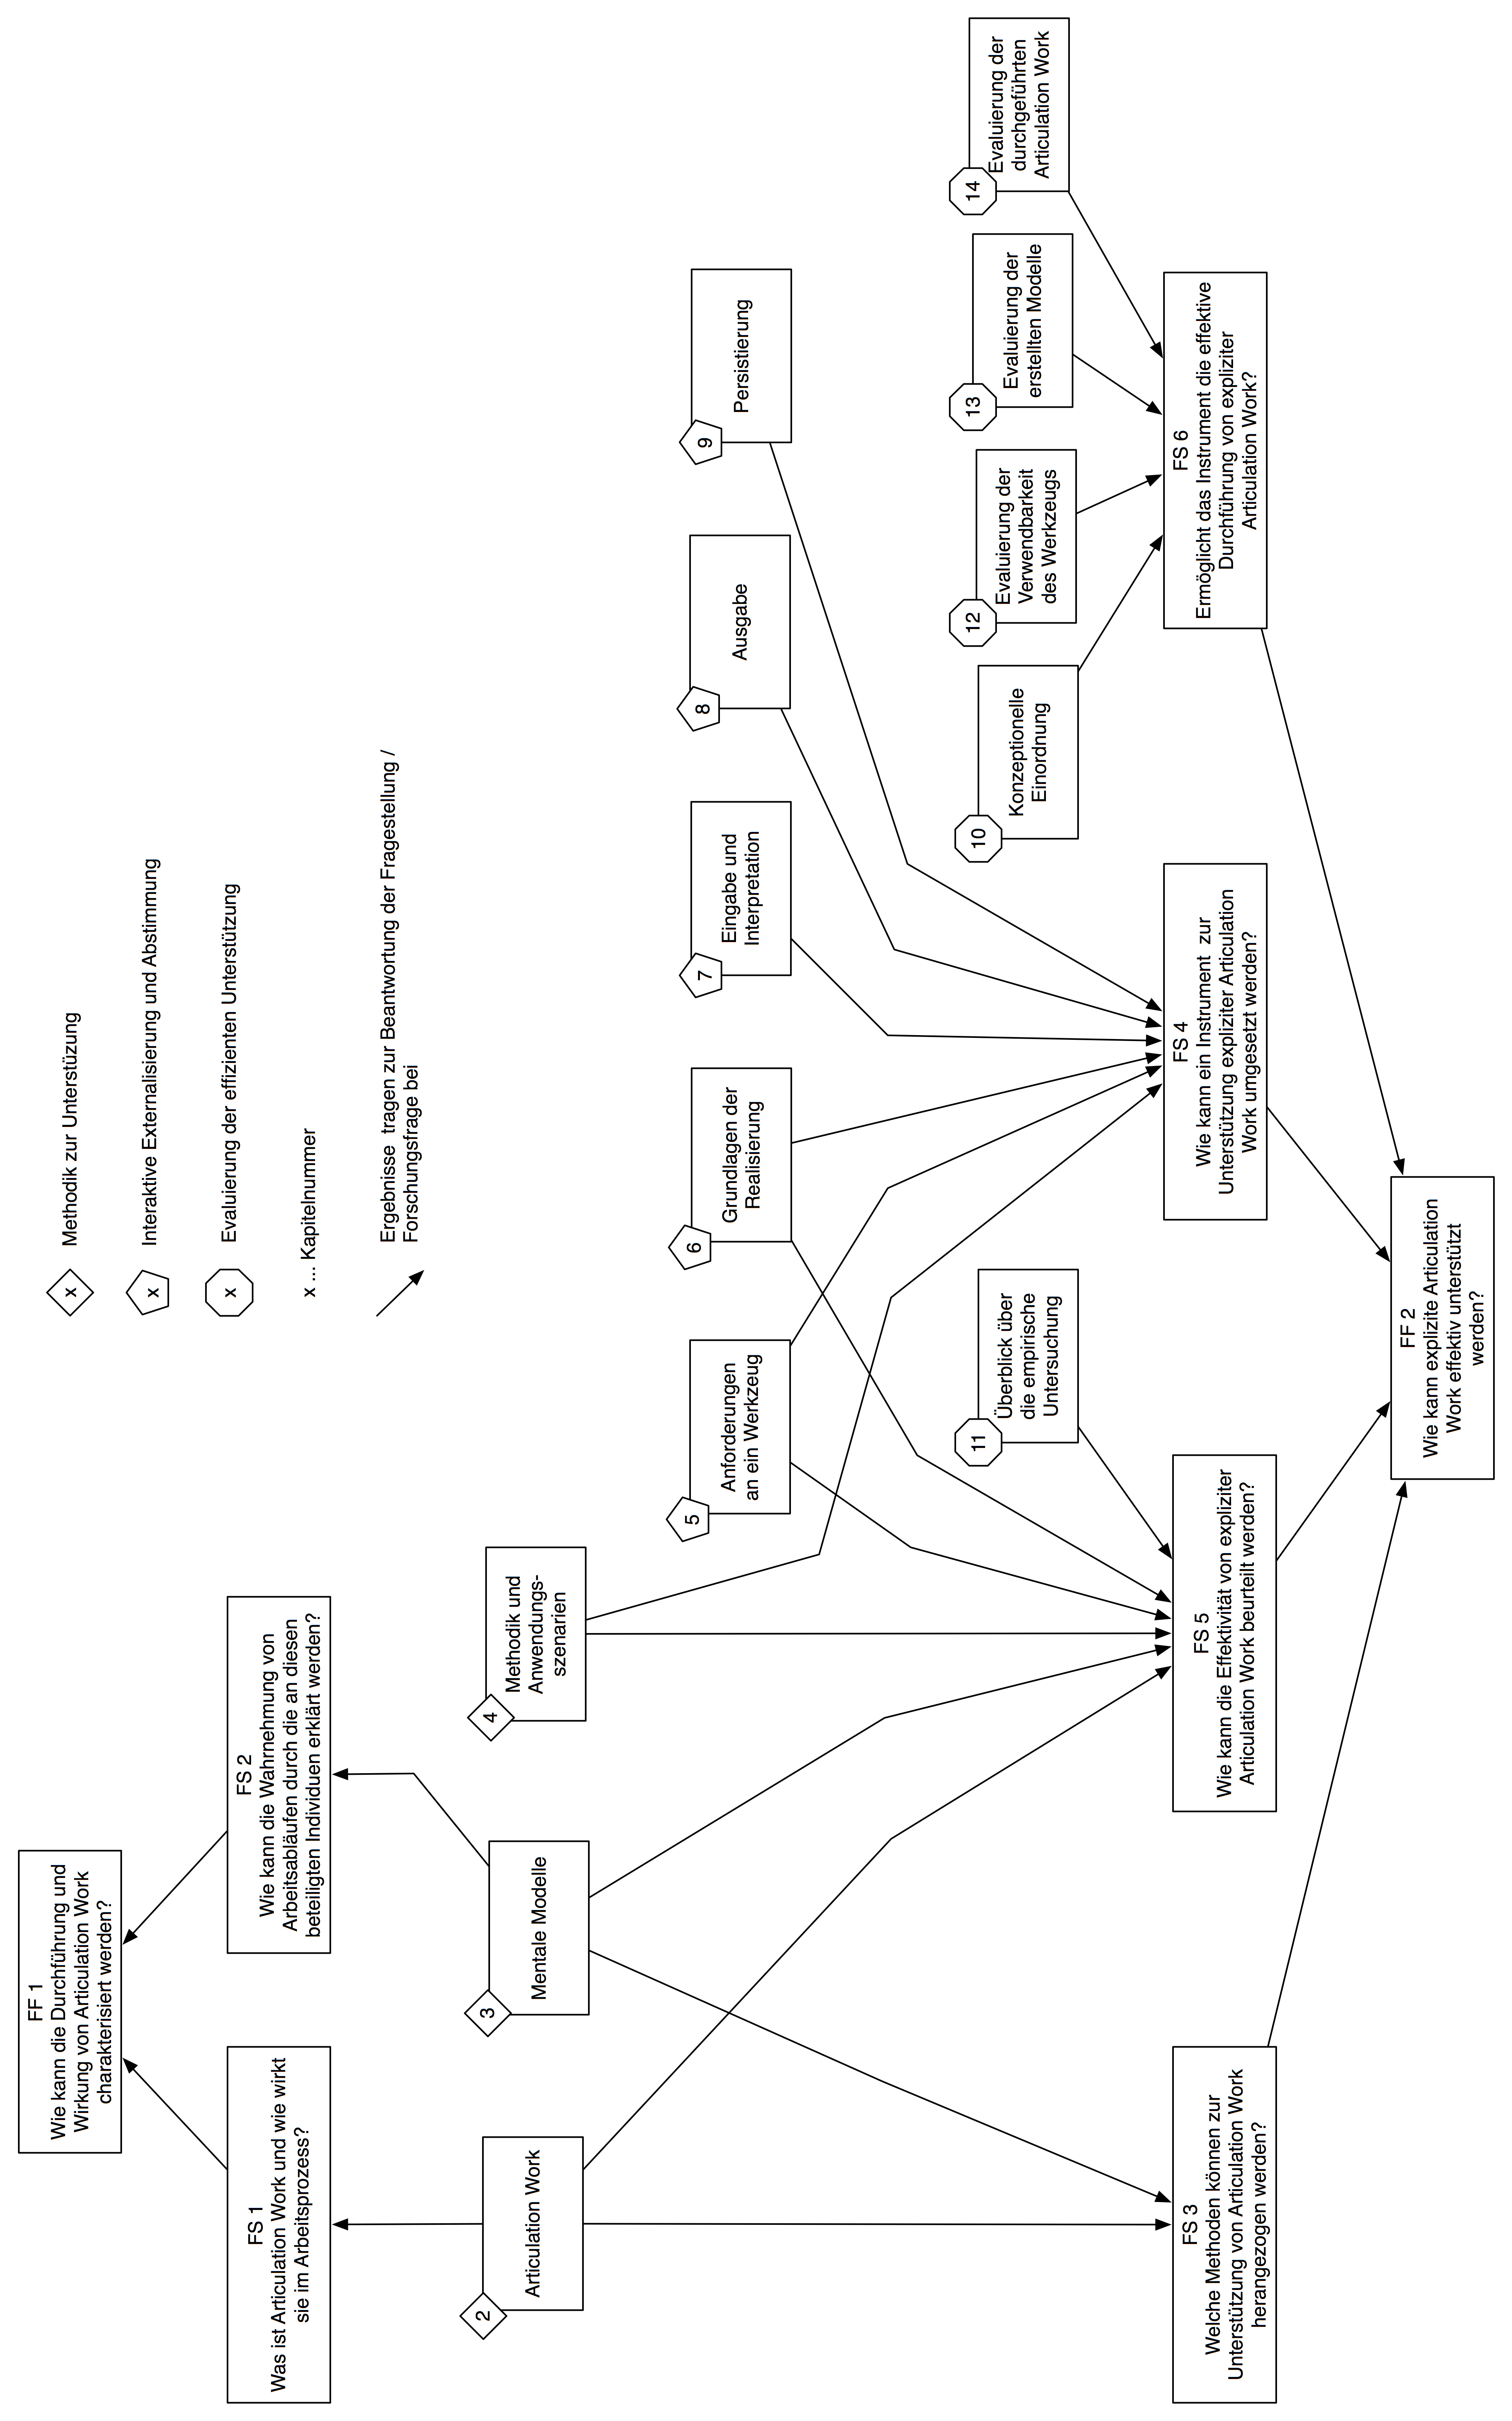 FF 1
Wie kann die Durchführung und
Wirkung von Articulation Work
charakterisiert werden?
FS 1
Was ist Articulation Work und wie wirkt
sie im Arbeitsprozess?
FS 2
Wie kann die Wahrnehmung von
Arbeitsabläufen durch die an diesen
beteiligten Individuen erklärt werden?
x
Methodik zur Unterstüzung
x
Interaktive Externalisierung und Abstimmung
x
Evaluierung der effizienten Unterstützung
x ... Kapitelnummer
Ergebnisse tragen zur Beantwortung der Fragestellung /
Forschungsfrage bei
2
Articulation Work
3
Mentale Modelle
4
Methodik und
Anwendungs-
szenarien
5
Anforderungen
an ein Werkzeug
6
Grundlagen der
Realisierung
7
Eingabe und
Interpretation
8
Ausgabe
9
Persistierung
11
Überblick über
die empirische
Untersuchung
10
Konzeptionelle
Einordnung
12
Evaluierung der
Verwendbarkeit
des Werkzeugs
13
Evaluierung der
erstellten Modelle
14
Evaluierung der
durchgeführten
Articulation Work
FS 3
Welche Methoden können zur
Unterstützung von Articulation Work
herangezogen werden?
FS 5
Wie kann die Effektivität von expliziter
Articulation Work beurteilt werden?
FS 4
Wie kann ein Instrument zur
Unterstützung expliziter Articulation
Work umgesetzt werden?
FS 6
Ermöglicht das Instrument die effektive
Durchführung von expliziter
Articulation Work?
FF 2
Wie kann explizite Articulation
Work effektiv unterstützt
werden?